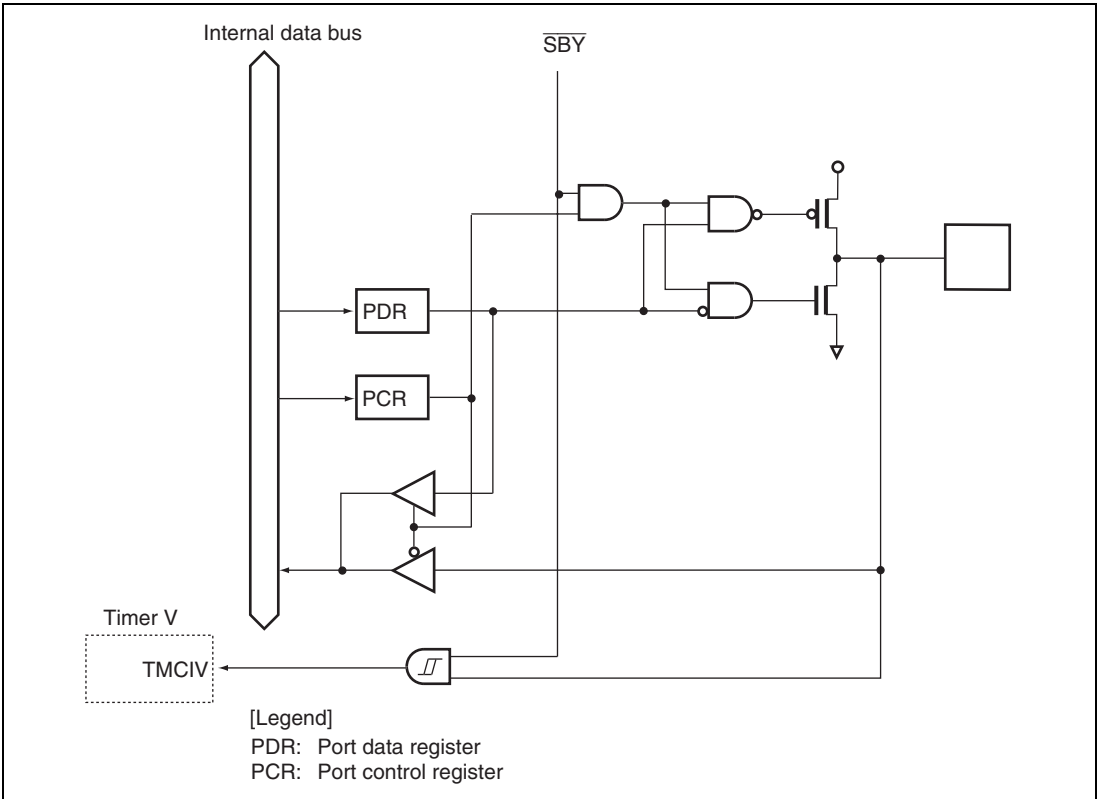 Internal data bus
SBY
PDR
PCR
Timer V
TMCIV
[Legend]
PDR: Port data register
PCR: Port control register